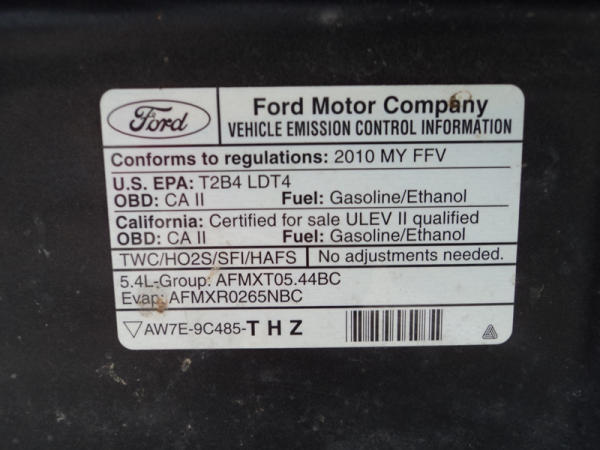 Ford
Ford Motor Company
VEHICLE EMISSION CONTROL INFORMATION
Conforms to regulations: 2010 MY FFV
U.S. EPA: T2B4 LDT4
OBD: CA II Fuel: Gasoline/Ethanol
California: Certified for sale ULEV II qualified
OBD: CA II Fuel: Gasoline/Ethanol
TWC/HO2S/SFI/HAFS No adjustments needed.
5.4L-Group: AFMXT05.44BC
Evap: AFMXR0265NBC
▽AW7E-9C485-T H Z